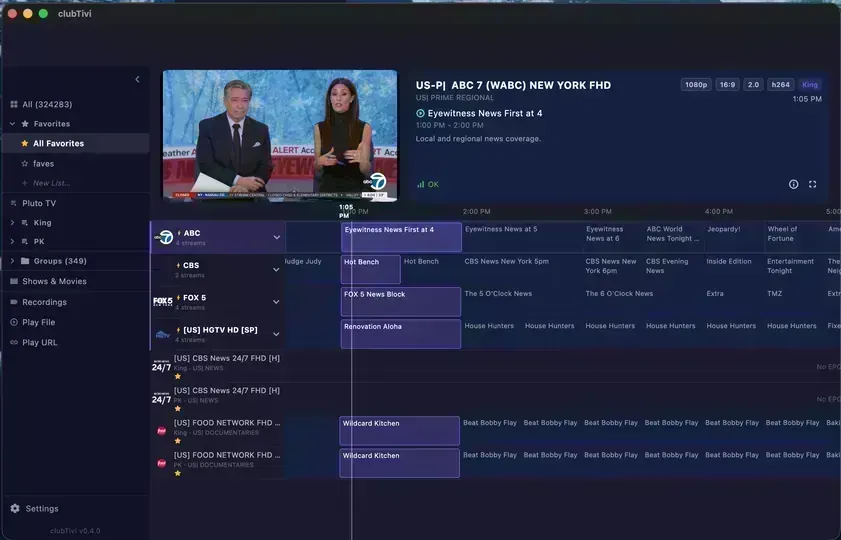 clubTivi
All (324283)
Favorites
All Favorites
faves
New List...
Pluto TV
King
PK
Groups (349)
Shows & Movies
Recordings
Play File
Play URL
Settings
clubTivi v0.4.0
US-P| ABC 7 (WABC) NEW YORK FHD
1080p 16:9 2.0 h264 King
US| PRIME REGIONAL
1:05 PM
Eyewitness News First at 4
1:00 PM - 2:00 PM
Local and regional news coverage.
OK
1:05 PM
PM 2:00 PM 3:00 PM 4:00 PM 5:00
ABC
4 streams
Eyewitness News First at 4 Eyewitness News at 5 Eyewitness News at 6 ABC World News Tonight ... Jeopardy! Wheel of Fortune
CBS
2 streams
Judge Judy Hot Bench Hot Bench CBS News New York 5pm CBS News New York 6pm CBS Evening News Inside Edition Entertainment Tonight The
FOX 5
FOX 5
4 streams
FOX 5 News Block The 5 O'Clock News The 6 O'Clock News Extra TMZ Extra
[US] HGTV HD [SP]
4 streams
Renovation Aloha House Hunters House Hunters House Hunters House Hunters House Hunters House Hunters
24/7
[US] CBS News 24/7 FHD [H]
King - US| NEWS
No EPG
24/7
[US] CBS News 24/7 FHD [H]
PK - US| NEWS
No EPG
[US] FOOD NETWORK FHD ...
King - US| DOCUMENTARIES
Wildcard Kitchen Beat Bobby Flay Beat Bobby Flay Beat Bobby Flay Beat Bobby Flay Beat Bobby Flay Beat Bobby Flay
[US] FOOD NETWORK FHD ...
PK - US| DOCUMENTARIES
Wildcard Kitchen Beat Bobby Flay Beat Bobby Flay Beat Bobby Flay Beat Bobby Flay Beat Bobby Flay Beat Bobby Flay